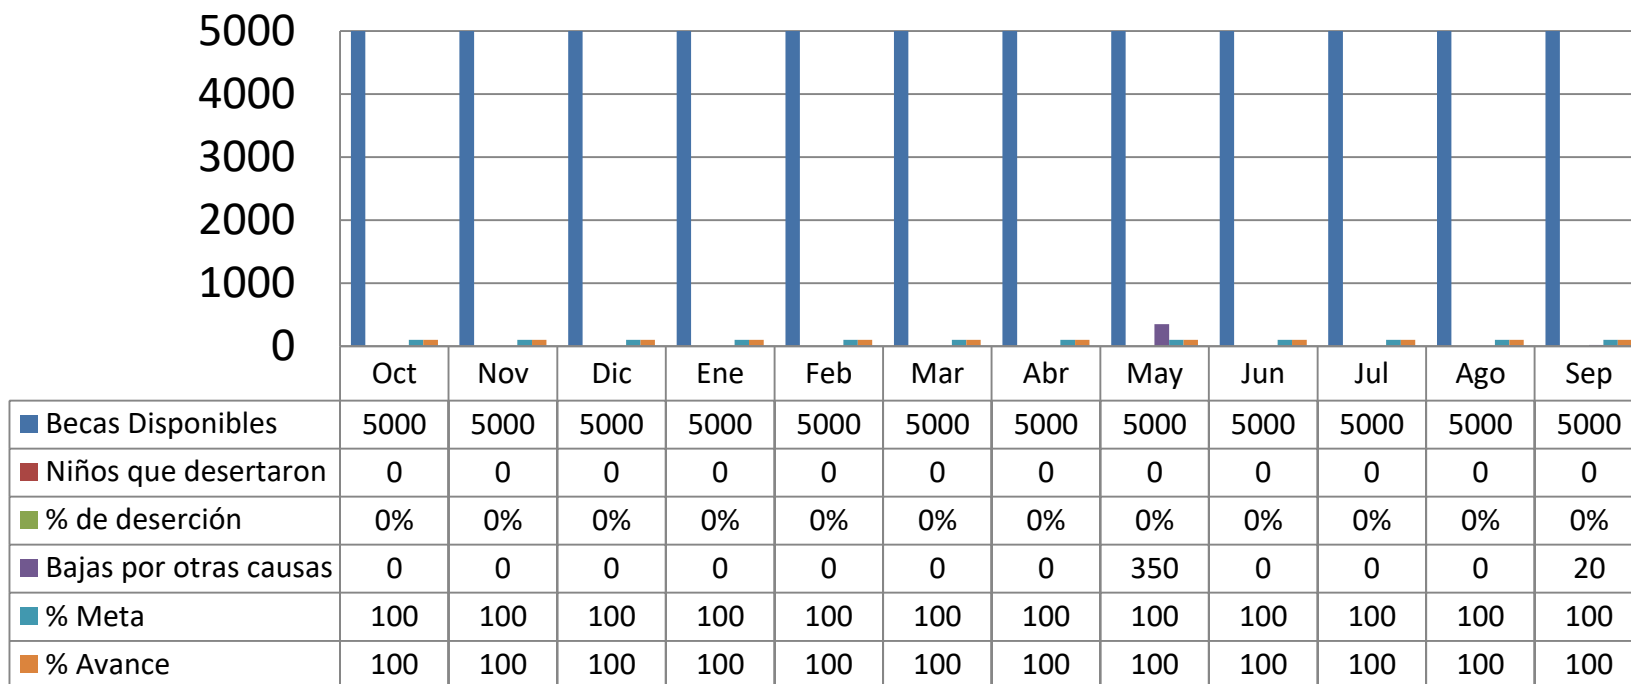 5000
4000
3000
2000
1000
0
Oct Nov Dic Ene Feb Mar Abr May Jun Jul Ago Sep
Becas Disponibles 5000 5000 5000 5000 5000 5000 5000 5000 5000 5000 5000 5000
Niños que desertaron 0 0 0 0 0 0 0 0 0 0 0 0
% de deserción 0% 0% 0% 0% 0% 0% 0% 0% 0% 0% 0% 0%
Bajas por otras causas 0 0 0 0 0 0 0 350 0 0 0 20
% Meta 100 100 100 100 100 100 100 100 100 100 100 100
% Avance 100 100 100 100 100 100 100 100 100 100 100 100